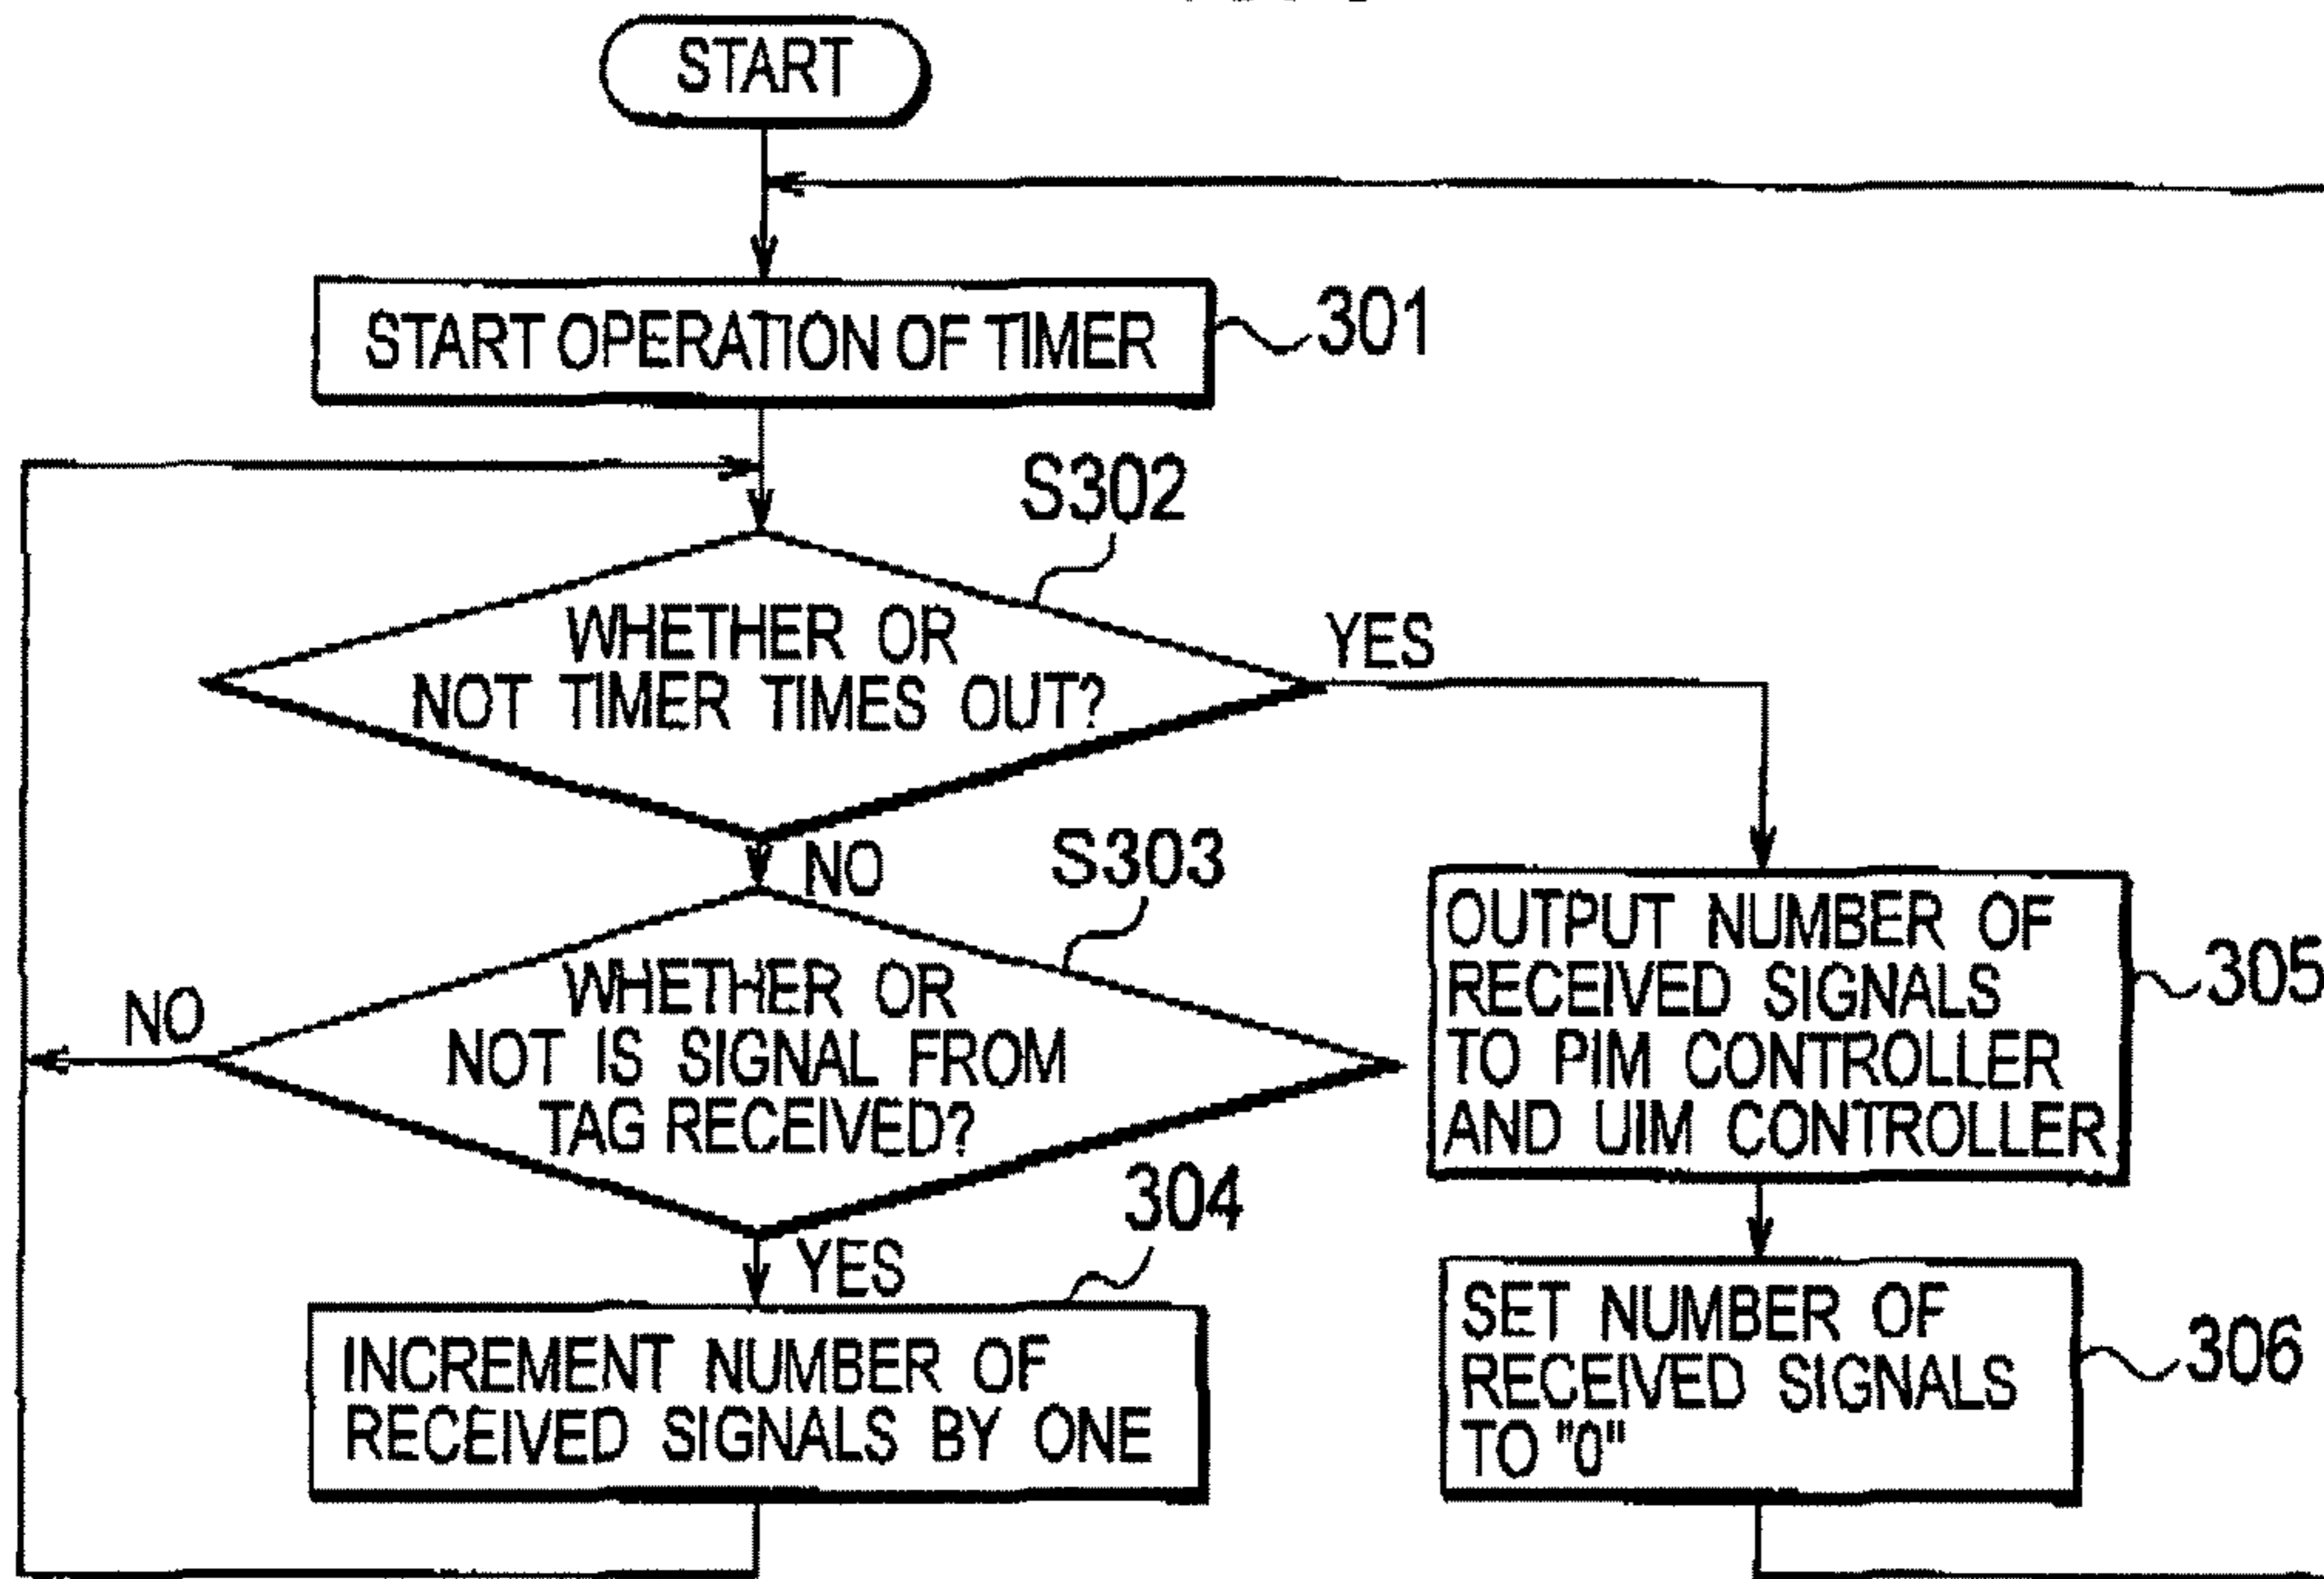 START
START OPERATION OF TIMER
301
S302
WHETHER OR
NOT TIMER TIMES OUT?
YES
NO
S303
WHETHER OR
NOT IS SIGNAL FROM
TAG RECEIVED?
NO
YES
304
INCREMENT NUMBER OF
RECEIVED SIGNALS BY ONE
OUTPUT NUMBER OF
RECEIVED SIGNALS
TO PIM CONTROLLER
AND UIM CONTROLLER
305
SET NUMBER OF
RECEIVED SIGNALS
TO "0"
306